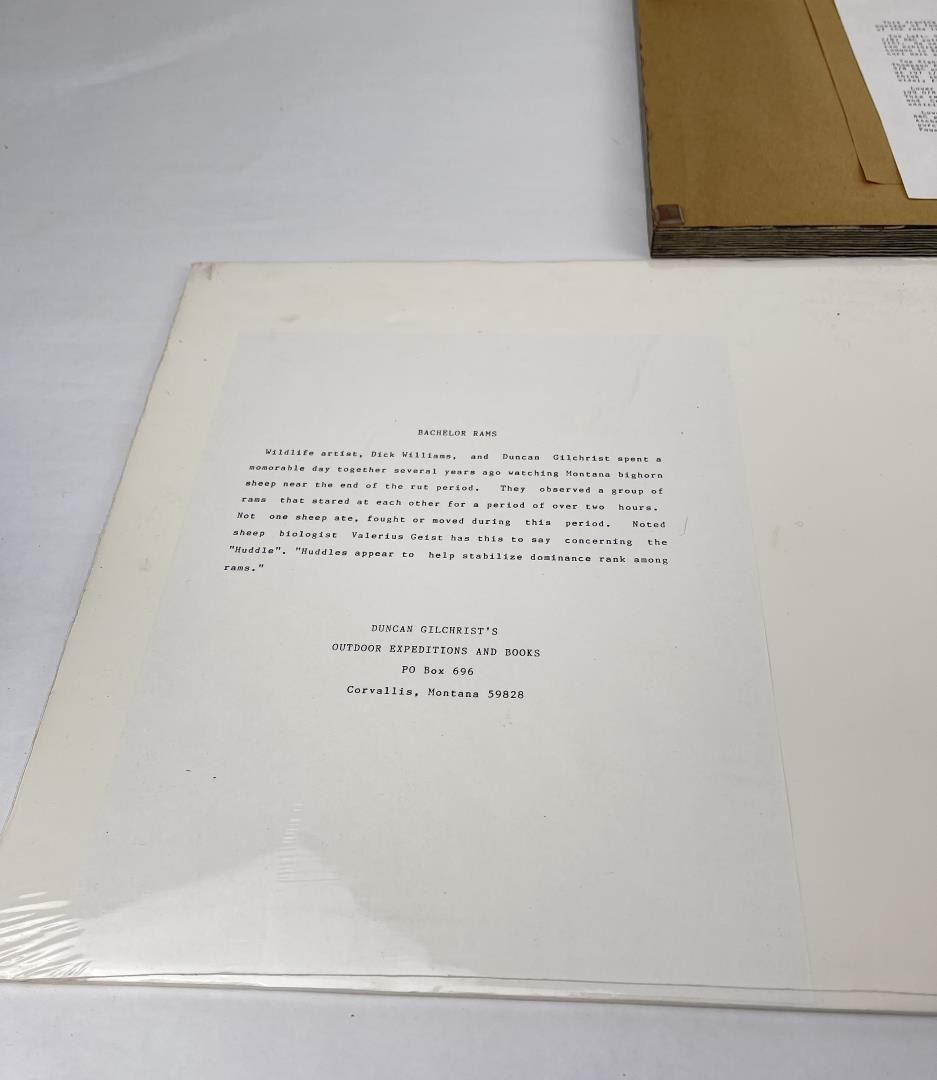 BACHELOR RAMS
Wildlife artist, Dick Williams, and Duncan Gilchrist spent a
momorable day together several years ago watching Montana bighorn
sheep near the end of the rut period. They observed a group of
rams that stared at each other for a period of over two hours.
Not one sheep ate, fought or moved during this period. Noted
sheep biologist Valerius Geist has this to say concerning the
"Huddle". "Huddles appear to help stabilize dominance rank among
rams."
DUNCAN GILCHRIST'S
OUTDOOR EXPEDITIONS AND BOOKS
PO Box 696
Corvallis, Montana 59828